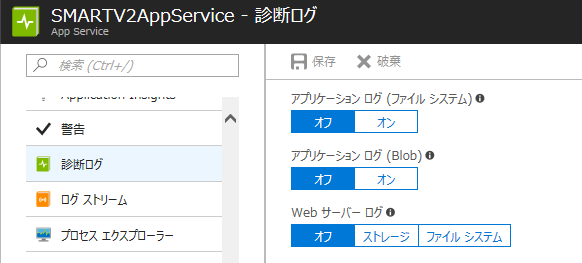 SMARTV2AppService - 診断ログ
App Service
検索 (Ctrl+/)
Application Insights
警告
診断ログ
ログ ストリーム
プロセス エクスプローラー
保存 破棄
アプリケーション ログ (ファイル システム)
オフ オン
アプリケーション ログ (Blob)
オフ オン
Web サーバー ログ
オフ ストレージ ファイル システム